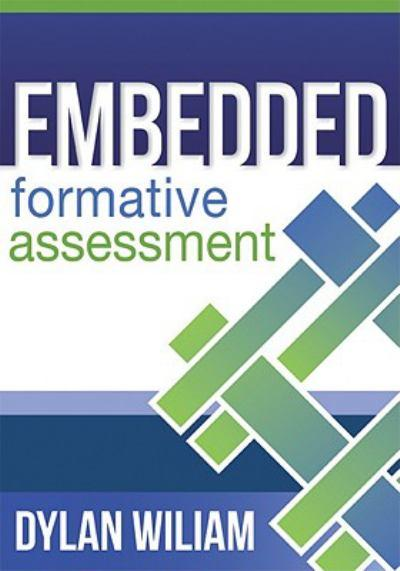 EMBEDDED
formative
assessment
DYLAN WILIAM